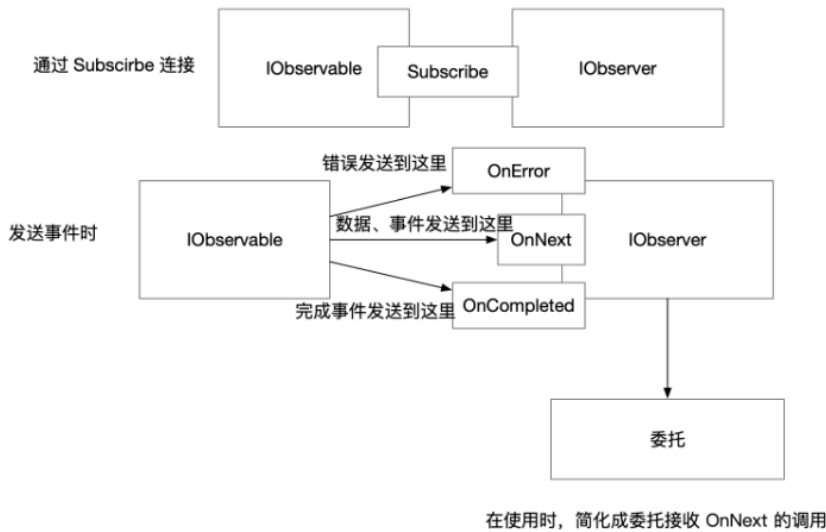 通过 Subscirbe 连接
IObservable
Subscribe
IObserver
错误发送到这里
OnError
发送事件时
IObservable
数据、事件发送到这里
OnNext
IObserver
完成事件发送到这里
OnCompleted
委托
在使用时，简化成委托接收 OnNext 的调用